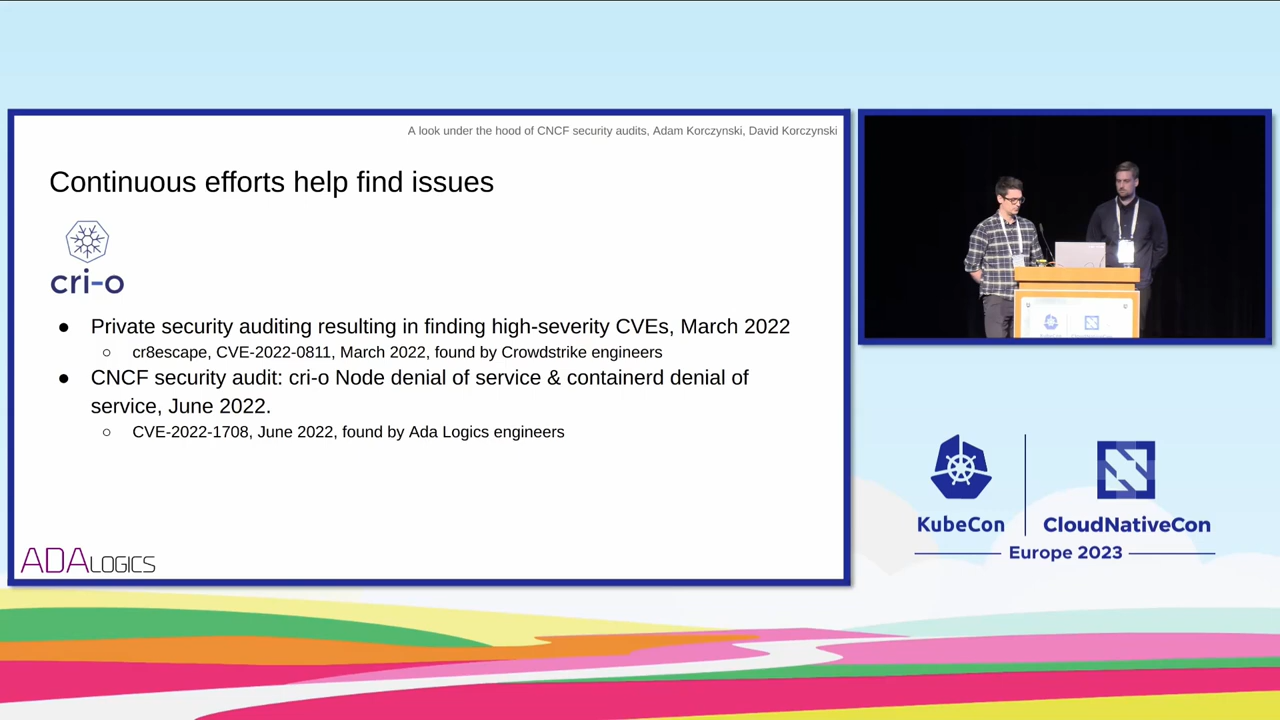 A look under the hood of CNCF security audits, Adam Korczynski, David Korczynski
Continuous efforts help find issues
cri-o
● Private security auditing resulting in finding high-severity CVEs, March 2022
○ cr8escape, CVE-2022-0811, March 2022, found by Crowdstrike engineers
● CNCF security audit: cri-o Node denial of service & containerd denial of
service, June 2022.
○ CVE-2022-1708, June 2022, found by Ada Logics engineers
ADALOGICS
KubeCon
CloudNativeCon
Europe 2023